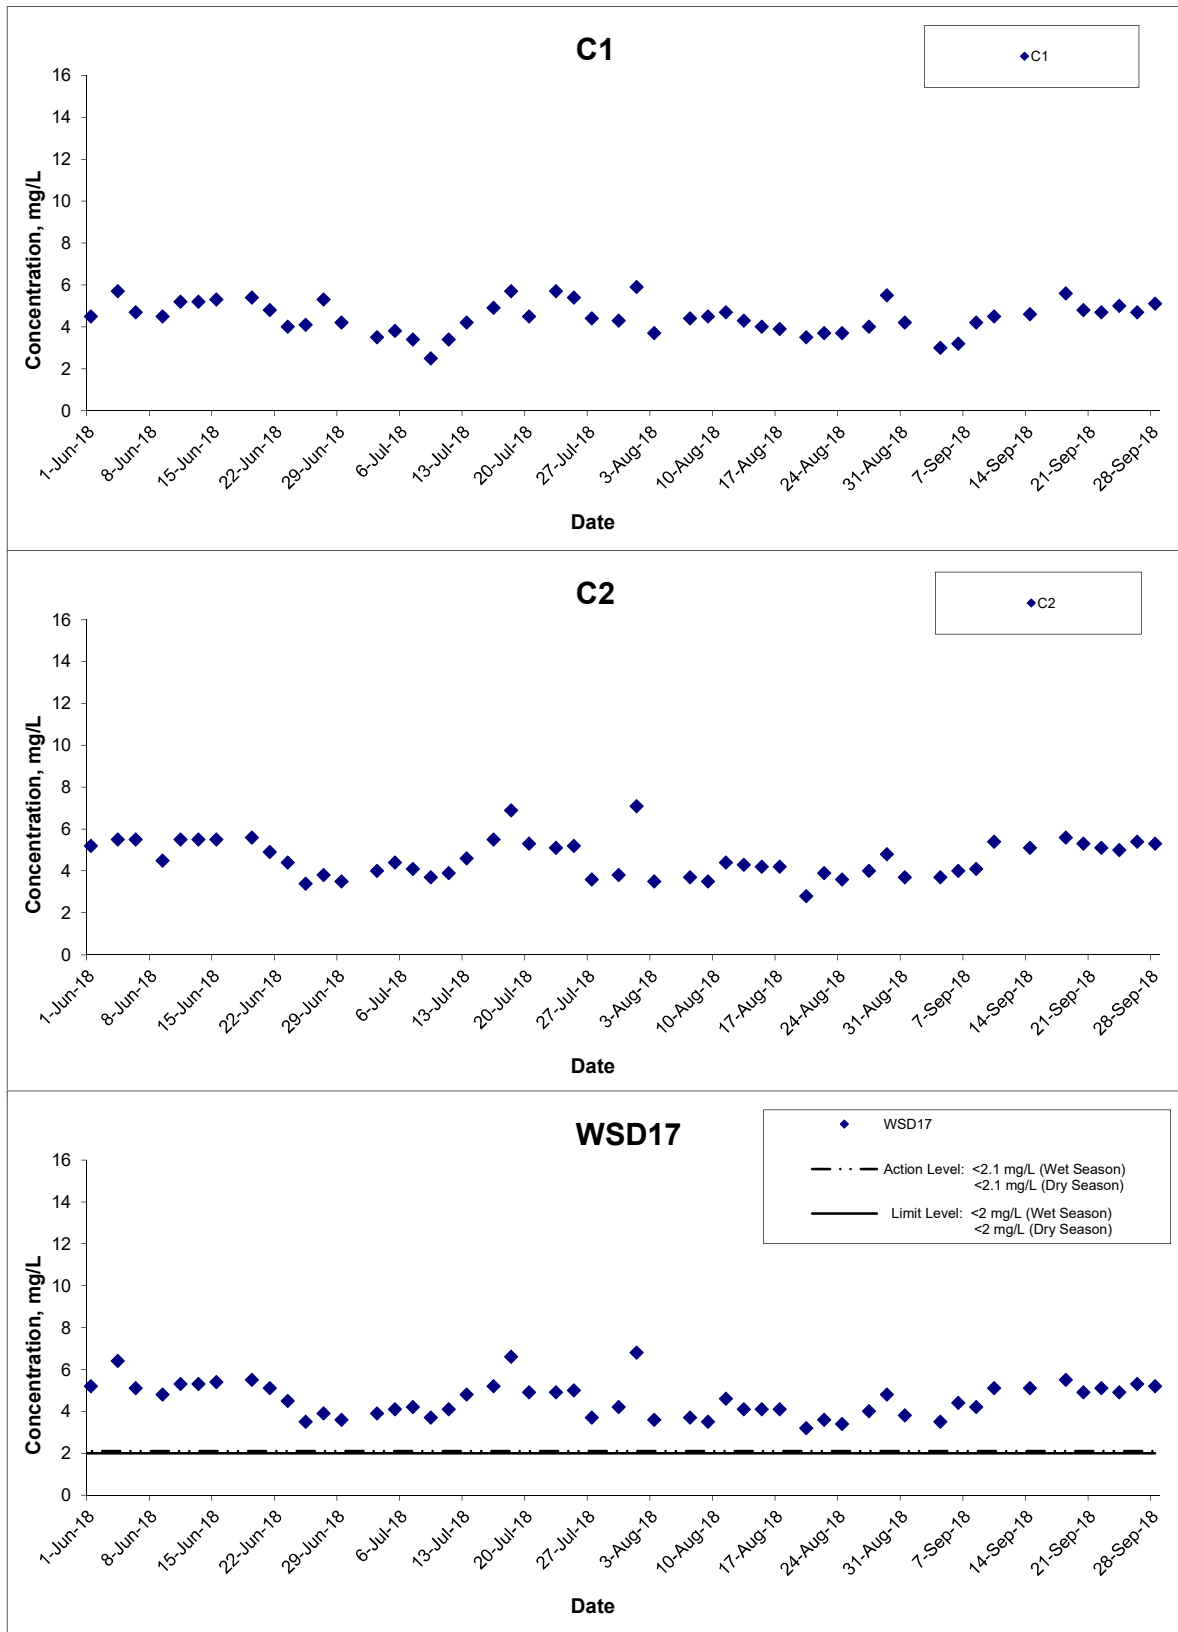 C1
C1
16
14
12
10
8
6
4
2
0
Concentration, mg/L
1-Jun-18
8-Jun-18
15-Jun-18
22-Jun-18
29-Jun-18
6-Jul-18
13-Jul-18
20-Jul-18
27-Jul-18
3-Aug-18
10-Aug-18
17-Aug-18
24-Aug-18
31-Aug-18
7-Sep-18
14-Sep-18
21-Sep-18
28-Sep-18
Date
C2
C2
16
14
12
10
8
6
4
2
0
Concentration, mg/L
1-Jun-18
8-Jun-18
15-Jun-18
22-Jun-18
29-Jun-18
6-Jul-18
13-Jul-18
20-Jul-18
27-Jul-18
3-Aug-18
10-Aug-18
17-Aug-18
24-Aug-18
31-Aug-18
7-Sep-18
14-Sep-18
21-Sep-18
28-Sep-18
Date
WSD17
WSD17
Action Level: <2.1 mg/L (Wet Season)
<2.1 mg/L (Dry Season)
Limit Level: <2 mg/L (Wet Season)
<2 mg/L (Dry Season)
16
14
12
10
8
6
4
2
0
Concentration, mg/L
1-Jun-18
8-Jun-18
15-Jun-18
22-Jun-18
29-Jun-18
6-Jul-18
13-Jul-18
20-Jul-18
27-Jul-18
3-Aug-18
10-Aug-18
17-Aug-18
24-Aug-18
31-Aug-18
7-Sep-18
14-Sep-18
21-Sep-18
28-Sep-18
Date